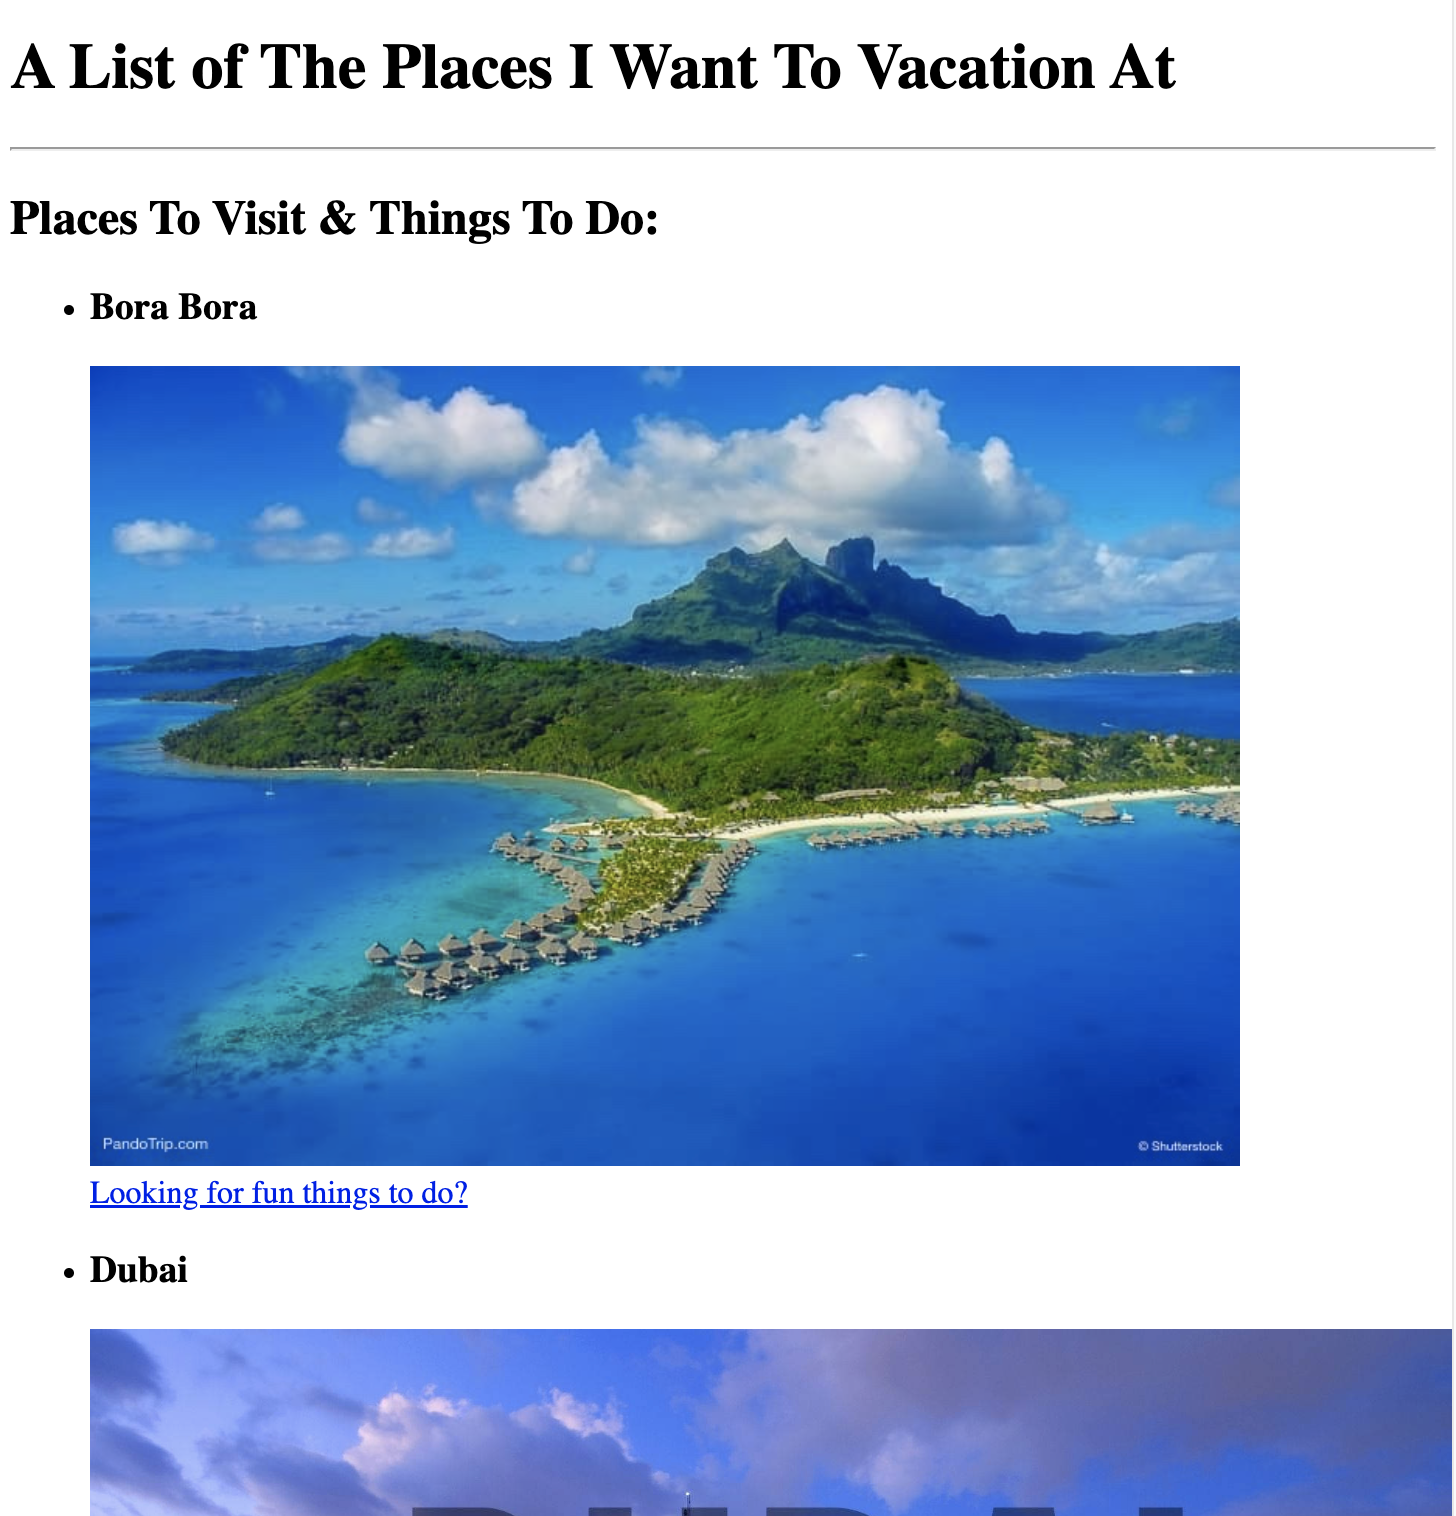 A List of The Places I Want To Vacation At
Places To Visit & Things To Do:
Bora Bora
PandoTrip.com
© Shutterstock
Looking for fun things to do?
Dubai